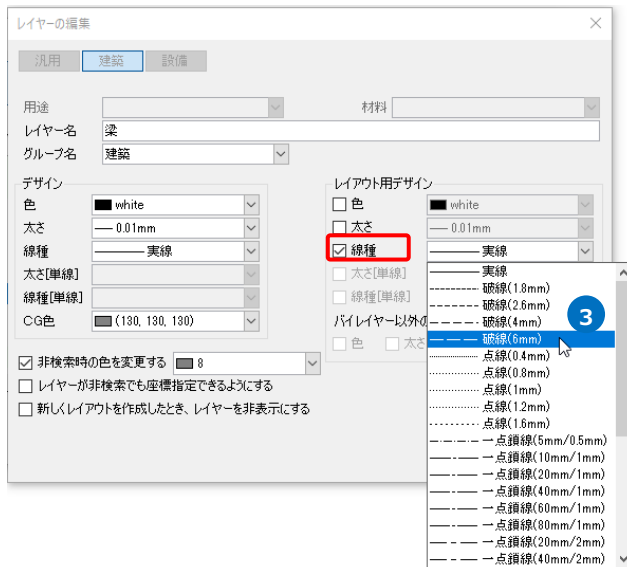 レイヤーの編集
汎用 建築 設備
用途 材料
レイヤー名 梁
グループ名 建築
デザイン レイアウト用デザイン
色 white 色 white
太さ 0.01mm 太さ 0.01mm
線種 実線 線種 実線
太さ[単線] 太さ[単線]
線種[単線] 線種[単線]
CG色 (130, 130, 130) バイレイヤー以外の
色 太さ
非検索時の色を変更する 8
レイヤーが非検索でも座標指定できるようにする
新しくレイアウトを作成したとき、レイヤーを非表示にする
実線
破線(1.8mm)
破線(2.6mm)
破線(4mm)
破線(6mm)
3
点線(0.4mm)
点線(0.8mm)
点線(1mm)
点線(1.2mm)
点線(1.6mm)
一点鎖線(5mm/0.5mm)
一点鎖線(10mm/1mm)
一点鎖線(20mm/1mm)
一点鎖線(40mm/1mm)
一点鎖線(60mm/1mm)
一点鎖線(80mm/1mm)
一点鎖線(20mm/2mm)
一点鎖線(40mm/2mm)